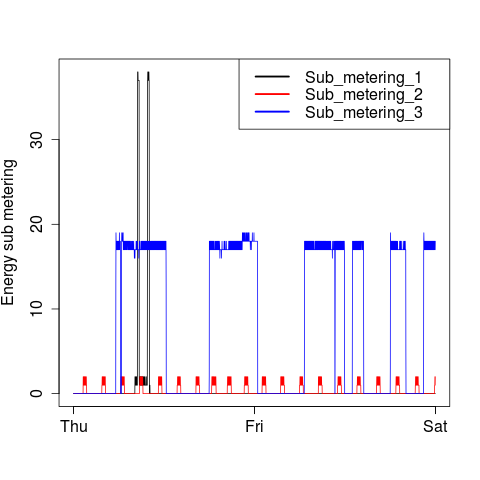 Sub_metering_1
Sub_metering_2
Sub_metering_3
Energy sub metering
30
20
10
0
Thu Fri Sat